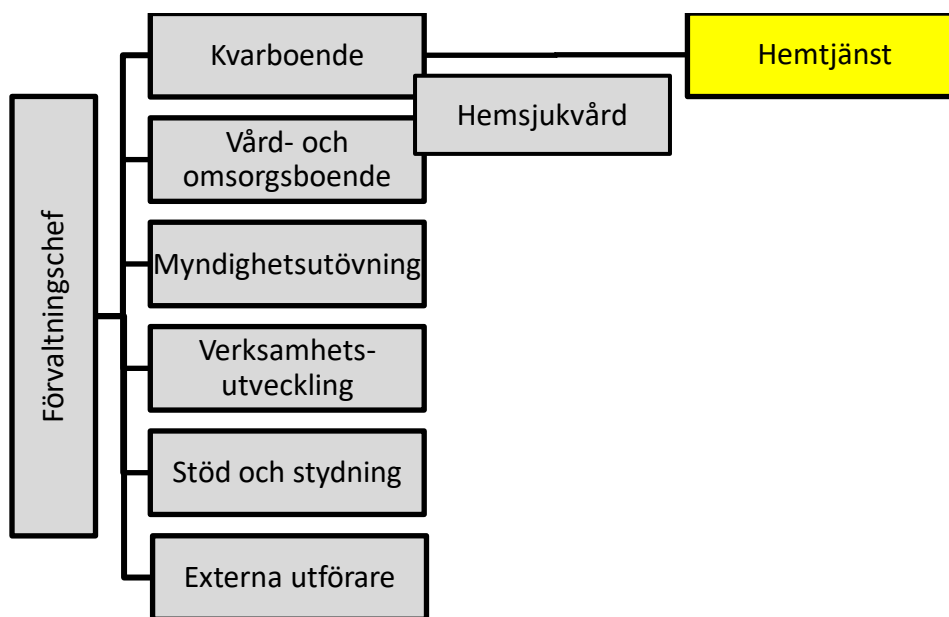 Förvaltningschef
Kvarboende
Hemtjänst
Hemsjukvård
Vård- och
omsorgsboende
Myndighetsutövning
Verksamhets-
utveckling
Stöd och stydning
Externa utförare